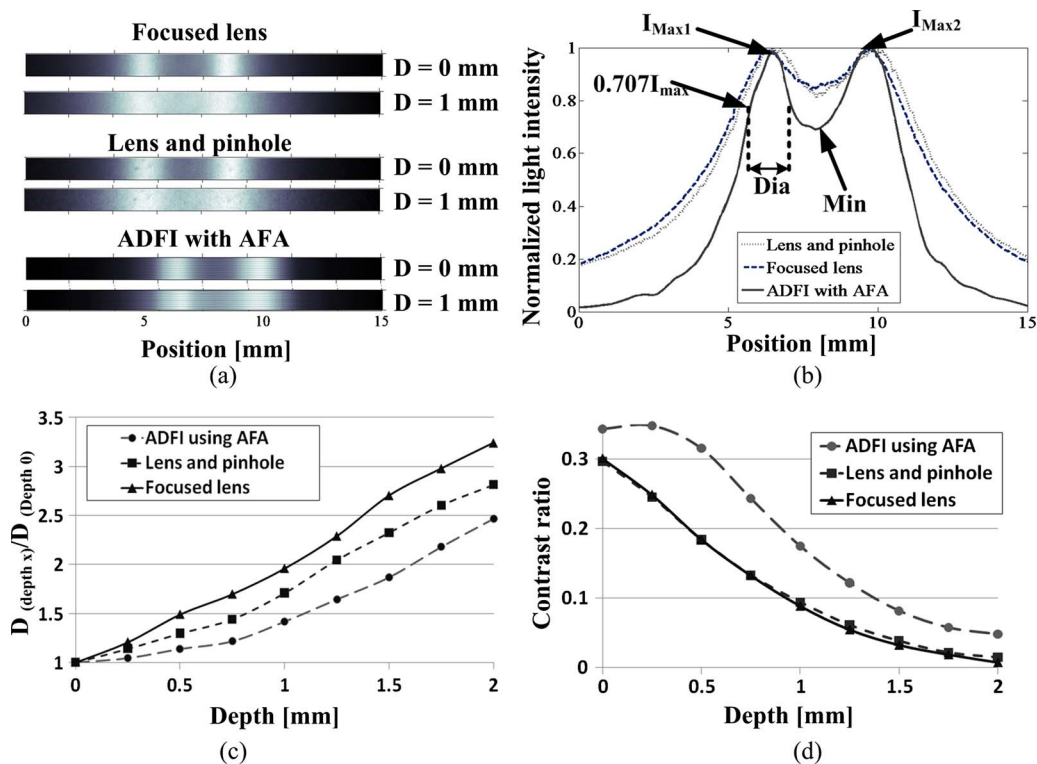 Focused lens
D = 0 mm
D = 1 mm
Lens and pinhole
D = 0 mm
D = 1 mm
ADFI with AFA
D = 0 mm
D = 1 mm
0 5 10 15
Position [mm]
(a)
I Max1
I Max2
0.707I max
Dia
Min
Normalized light intensity
1
0.8
0.6
0.4
0.2
0
Lens and pinhole
Focused lens
ADFI with AFA
0 5 10 15
Position [mm]
(b)
D (depth x)/D (Depth 0)
3.5
3
2.5
2
1.5
1
ADFI using AFA
Lens and pinhole
Focused lens
0 0.5 1 1.5 2
Depth [mm]
(c)
Contrast ratio
0.3
0.2
0.1
0
ADFI using AFA
Lens and pinhole
Focused lens
0 0.5 1 1.5 2
Depth [mm]
(d)